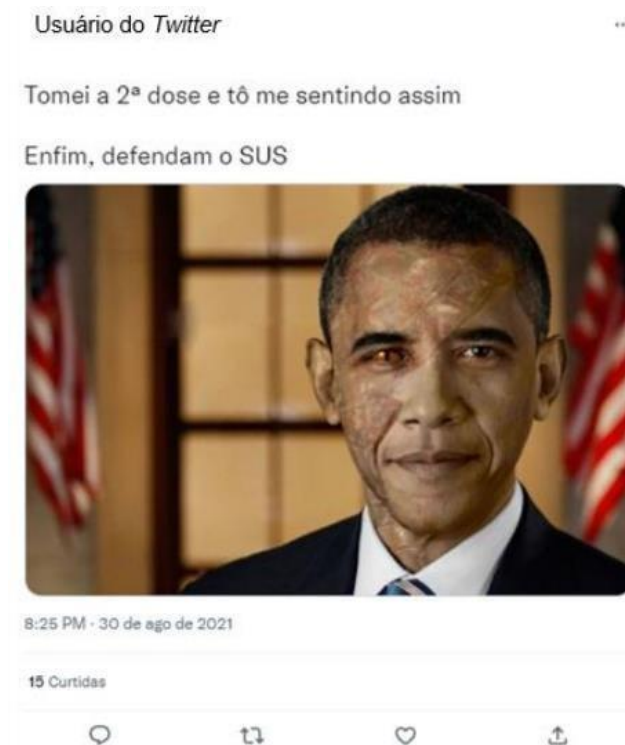 Usuário do Twitter
Tomei a 2ª dose e tô me sentindo assim
Enfim, defendam o SUS
8:25 PM · 30 de ago de 2021
15 Curtidas